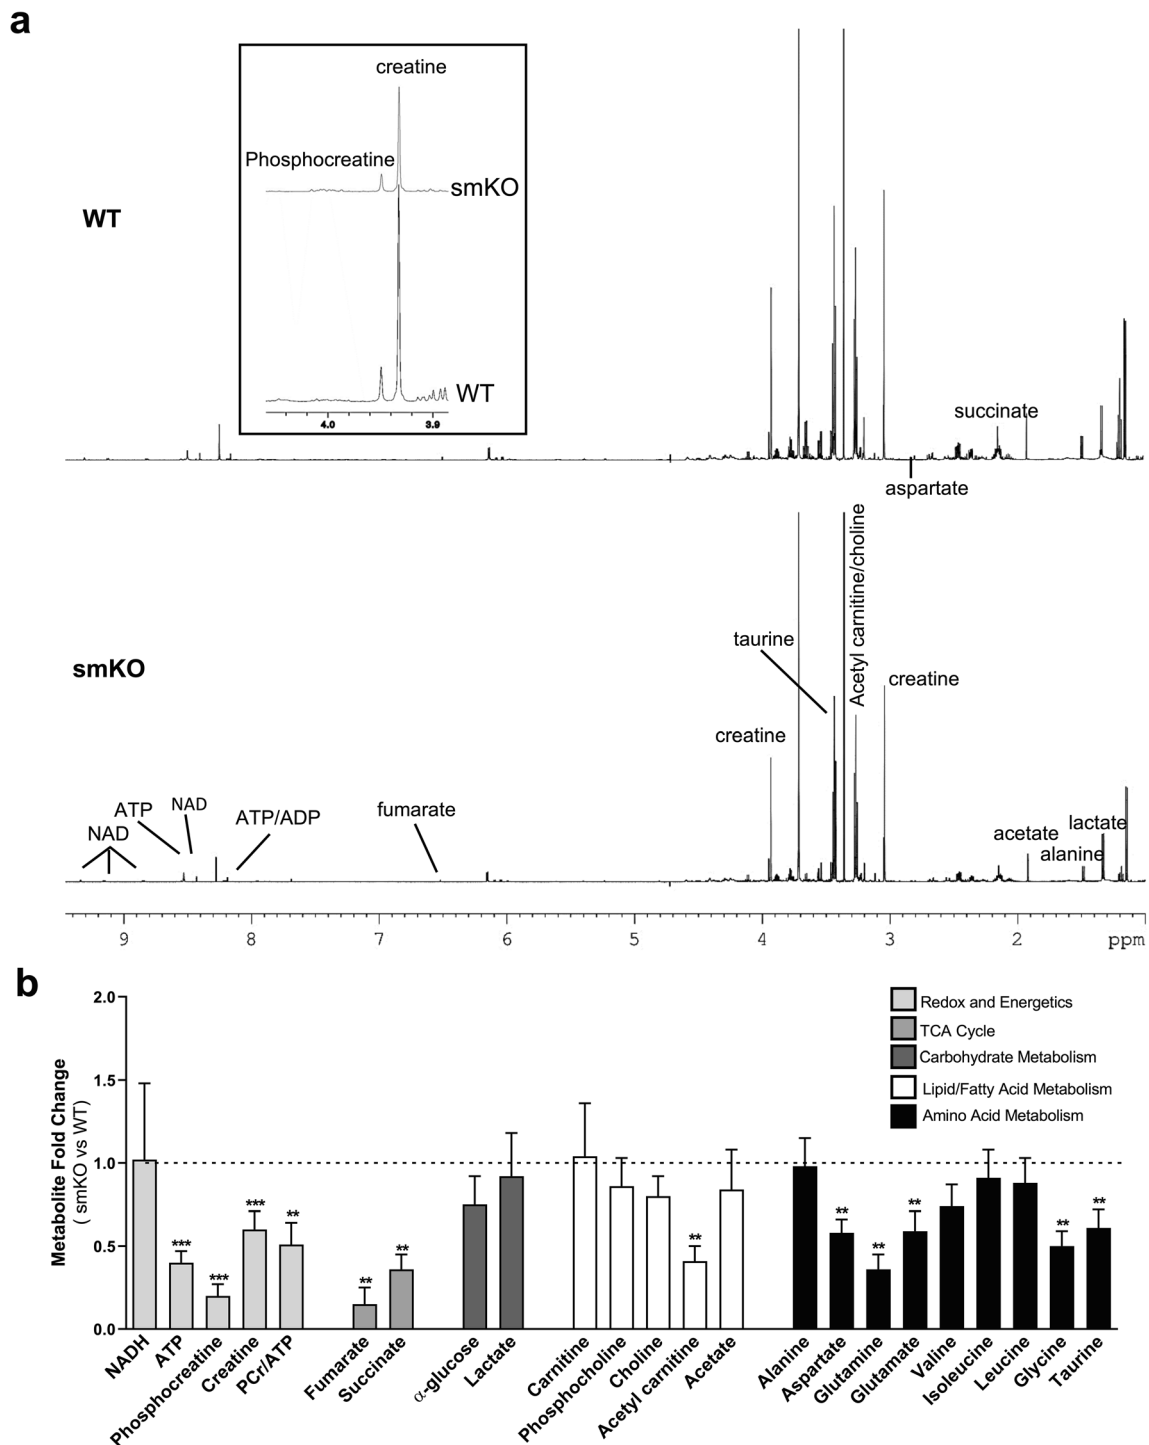 a
creatine
Phosphocreatine
smKO
WT
WT
4.0
3.9
succinate
aspartate
smKO
taurine
Acetyl carnitine/choline
creatine
creatine
ATP
NAD
NAD
ATP/ADP
fumarate
acetate
lactate
alanine
9 8 7 6 5 4 3 2 ppm
b
Metabolite Fold Change
( smKO vs WT)
2.0
1.5
1.0
0.5
0.0
Redox and Energetics
TCA Cycle
Carbohydrate Metabolism
Lipid/Fatty Acid Metabolism
Amino Acid Metabolism
***
***
***
**
**
**
**
**
**
**
**
**
NADH
ATP
Phosphocreatine
Creatine
PCr/ATP
Fumarate
Succinate
α-glucose
Lactate
Carnitine
Phosphocholine
Choline
Acetyl carnitine
Acetate
Alanine
Aspartate
Glutamine
Glutamate
Valine
Isoleucine
Leucine
Glycine
Taurine